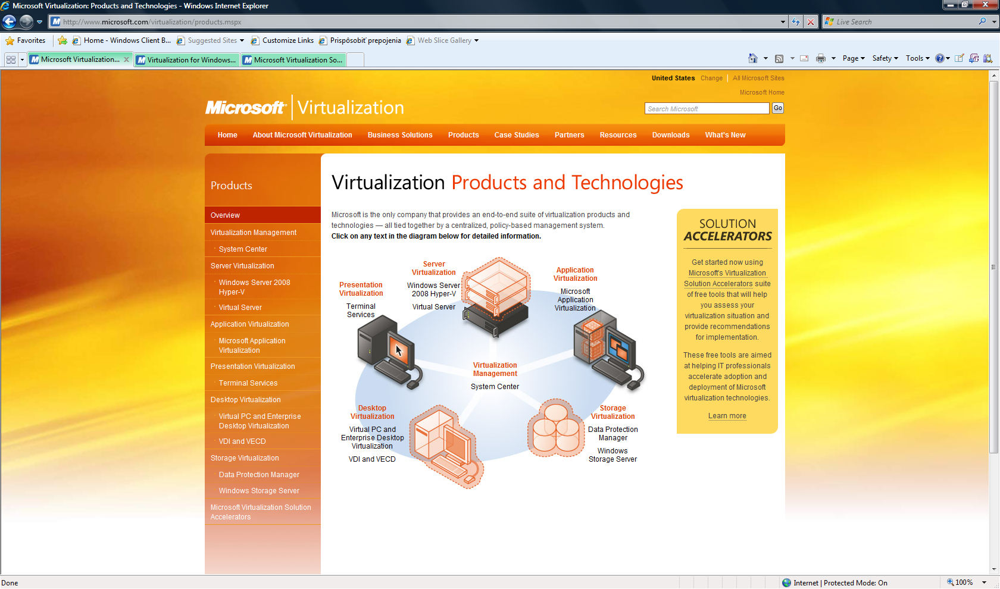 Microsoft Virtualization: Products and Technologies - Windows Internet Explorer
http://www.microsoft.com/virtualization/products.mspx
Live Search
Favorites
Home - Windows Client B...
Suggested Sites
Customize Links
Prispôsobiť prepojenia
Web Slice Gallery
Microsoft Virtualization...
Virtualization for Windows...
Microsoft Virtualization So...
Page
Safety
Tools
United States Change All Microsoft Sites
Microsoft Home
Microsoft Virtualization
Search Microsoft
Go
Home
About Microsoft Virtualization
Business Solutions
Products
Case Studies
Partners
Resources
Downloads
What's New
Products
Overview
Virtualization Management
System Center
Server Virtualization
Windows Server 2008
Hyper-V
Virtual Server
Application Virtualization
Microsoft Application
Virtualization
Presentation Virtualization
Terminal Services
Desktop Virtualization
Virtual PC and Enterprise
Desktop Virtualization
VDI and VECD
Storage Virtualization
Data Protection Manager
Windows Storage Server
Microsoft Virtualization Solution
Accelerators
Virtualization Products and Technologies
Microsoft is the only company that provides an end-to-end suite of virtualization products and
technologies — all tied together by a centralized, policy-based management system.
Click on any text in the diagram below for detailed information.
Presentation
Virtualization
Terminal
Services
Server
Virtualization
Windows Server
2008 Hyper-V
Virtual Server
Application
Virtualization
Microsoft
Application
Virtualization
Virtualization
Management
System Center
Desktop
Virtualization
Virtual PC and
Enterprise Desktop
Virtualization
VDI and VECD
Storage
Virtualization
Data Protection
Manager
Windows
Storage Server
SOLUTION
ACCELERATORS
Get started now using
Microsoft's Virtualization
Solution Accelerators suite
of free tools that will help
you assess your
virtualization situation and
provide recommendations
for implementation.
These free tools are aimed
at helping IT professionals
accelerate adoption and
deployment of Microsoft
virtualization technologies.
Learn more
Done
Internet | Protected Mode: On
100%